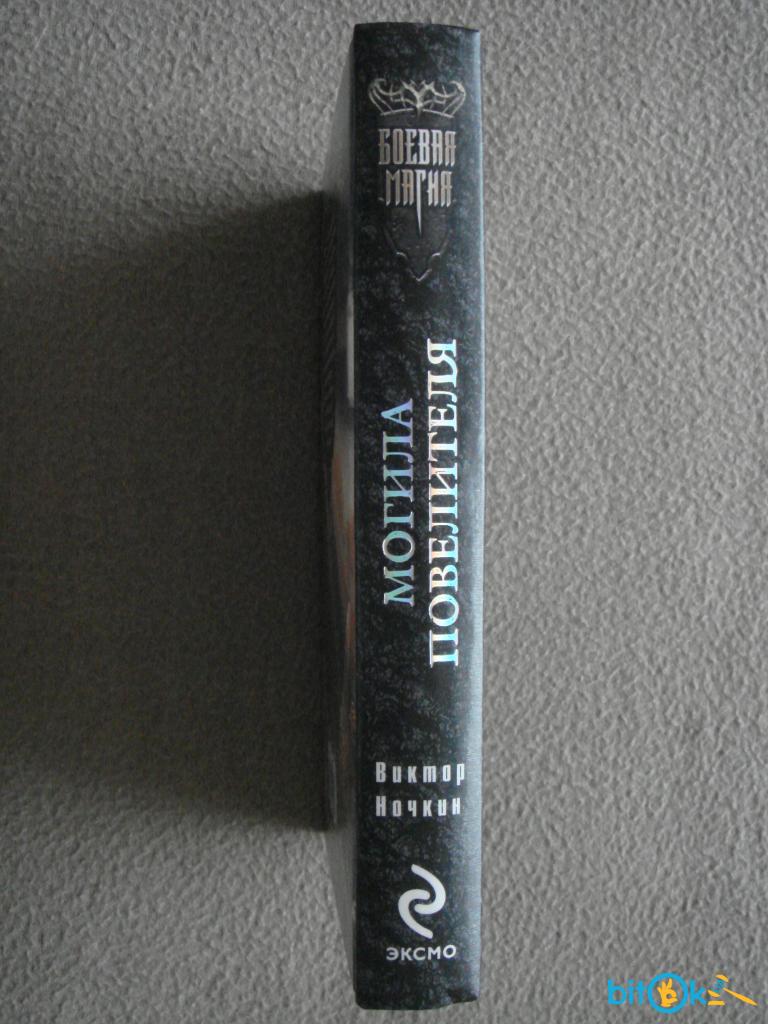 БОЕВАЯ
МАГИЯ
МОГИЛА
ПОВЕЛИТЕЛЯ
Виктор
Ночкин
ЭКСМО
bitOk